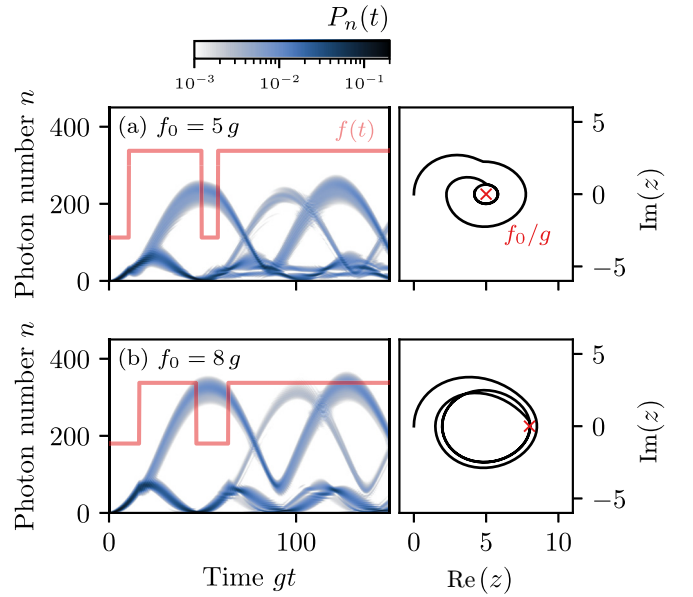 P_n(t)
10^{-3} 10^{-2} 10^{-1}
Photon number n
400
200
0
(a) f_0 = 5 g
f(t)
f_0/g
0
−5
5
Im(z)
Photon number n
400
200
0
(b) f_0 = 8 g
5
0
−5
Im(z)
0 100
Time gt
0 5 10
Re(z)